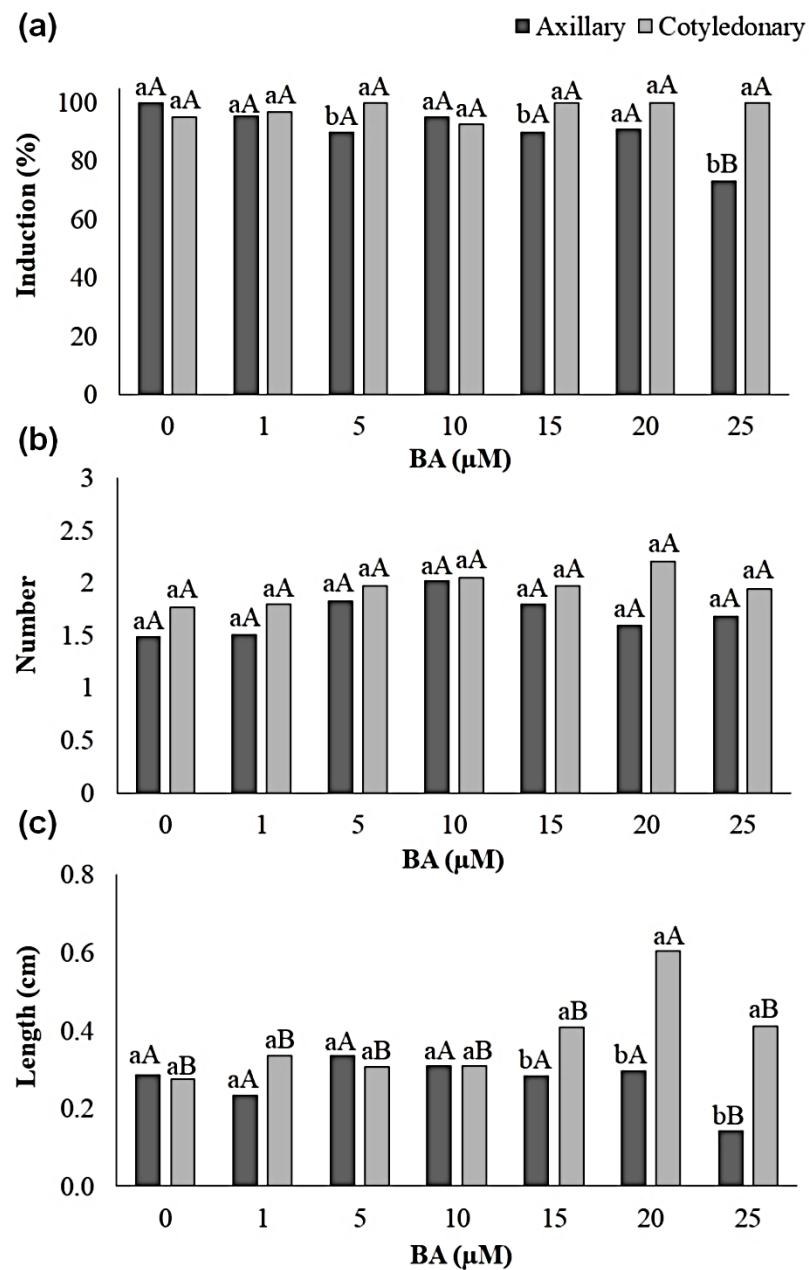 (a)
Axillary Cotyledonary
Induction (%)
100
80
60
40
20
0
aA aA aA aA bA aA aA aA bA aA aA aA bB aA
0 1 5 10 15 20 25
BA (µM)
(b)
Number
3
2.5
2
1.5
1
0.5
0
aA aA aA aA aA aA aA aA aA aA aA aA aA aA
0 1 5 10 15 20 25
BA (µM)
(c)
Length (cm)
0.8
0.6
0.4
0.2
0.0
aA aB aA aB aA aB aA aB bA aB bA aA bB aB
0 1 5 10 15 20 25
BA (µM)